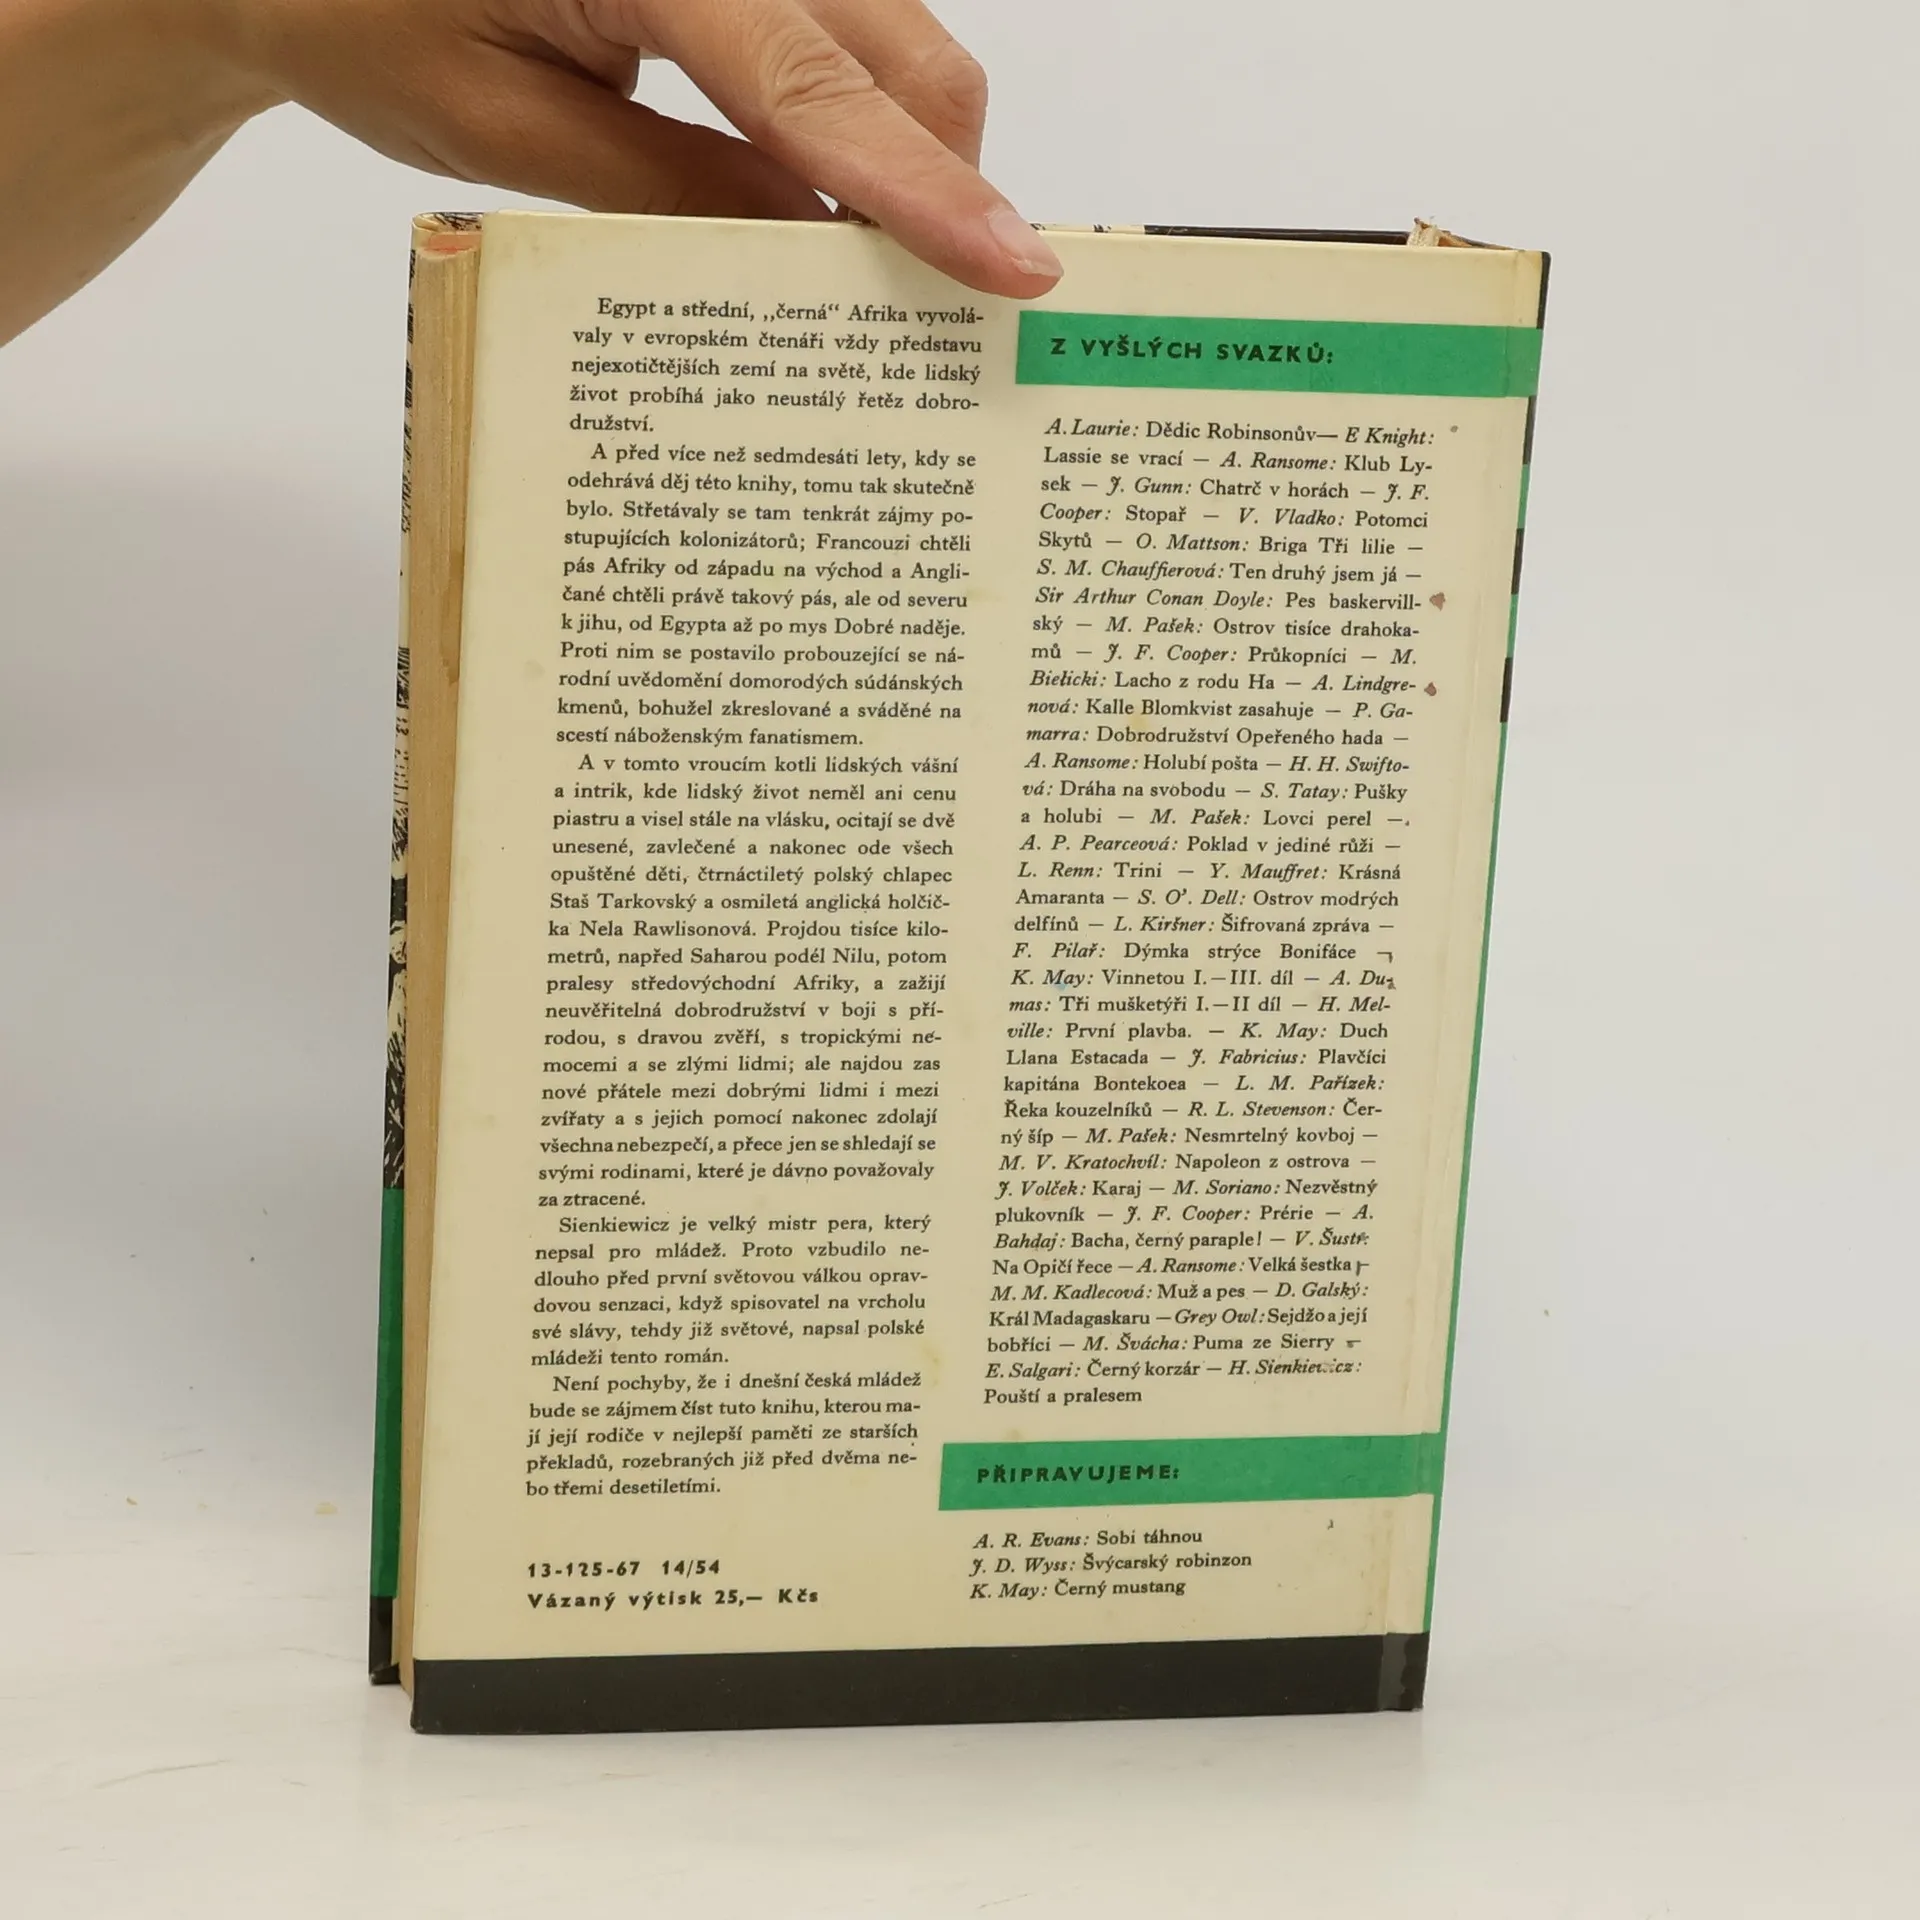 Egypt a střední, ,,černá“ Afrika vyvolá-
valy v evropském čtenáři vždy představu
nejexotičtějších zemí na světě, kde lidský
život probíhá jako neustálý řetěz dobro-
družství.
A před více než sedmdesáti lety, kdy se
odehrává děj této knihy, tomu tak skutečně
bylo. Střetávaly se tam tenkrát zájmy po-
stupujících kolonizátorů; Francouzi chtěli
pás Afriky od západu na východ a Angli-
čané chtěli právě takový pás, ale od severu
k jihu, od Egypta až po mys Dobré naděje.
Proti nim se postavilo probouzející se ná-
rodní uvědomění domorodých súdánských
kmenů, bohužel zkreslované a sváděné na
scestí náboženským fanatismem.
A v tomto vroucím kotli lidských vášní
a intrik, kde lidský život neměl ani cenu
piastru a visel stále na vlásku, ocitají se dvě
unesené, zavlečené a nakonec ode všech
opuštěné děti, čtrnáctiletý polský chlapec
Staš Tarkovský a osmiletá anglická holčič-
ka Nela Rawlisonová. Projdou tisíce kilo-
metrů, napřed Saharou podél Nilu, potom
pralesy středovýchodní Afriky, a zažijí
neuvěřitelná dobrodružství v boji s pří-
rodou, s dravou zvěří, s tropickými ne-
mocemi a se zlými lidmi; ale najdou zas
nové přátele mezi dobrými lidmi i mezi
zvířaty a s jejich pomocí nakonec zdolají
všechna nebezpečí, a přece jen se shledají se
svými rodinami, které je dávno považovaly
za ztracené.
Sienkiewicz je velký mistr pera, který
nepsal pro mládež. Proto vzbudilo ne-
dlouho před první světovou válkou oprav-
dovou senzaci, když spisovatel na vrcholu
své slávy, tehdy již světové, napsal polské
mládeži tento román.
Není pochyby, že i dnešní česká mládež
bude se zájmem číst tuto knihu, kterou ma-
jí její rodiče v nejlepší paměti ze starších
překladů, rozebraných již před dvěma ne-
bo třemi desetiletími.
13-125-67 14/54
Vázaný výtisk 25,— Kčs
Z VYŠLÝCH SVAZKŮ:
A. Laurie: Dědic Robinsonův— E Knight:
Lassie se vrací — A. Ransome: Klub Ly-
sek — J. Gunn: Chatrč v horách — J. F.
Cooper: Stopař — V. Vladko: Potomci
Skytů — O. Mattson: Briga Tři lilie —
S. M. Chauffierová: Ten druhý jsem já —
Sir Arthur Conan Doyle: Pes baskervill-
ský — M. Pašek: Ostrov tisíce drahoka-
mů — J. F. Cooper: Průkopníci — M.
Bielicki: Lacho z rodu Ha — A. Lindgre-
nová: Kalle Blomkvist zasahuje — P. Ga-
marra: Dobrodružství Opeřeného hada —
A. Ransome: Holubí pošta — H. H. Swifto-
vá: Dráha na svobodu — S. Tatay: Pušky
a holubi — M. Pašek: Lovci perel —
A. P. Pearceová: Poklad v jediné růži —
L. Renn: Trini — Y. Mauffret: Krásná
Amaranta — S. O’. Dell: Ostrov modrých
delfínů — L. Kiršner: Šifrovaná zpráva —
F. Pilař: Dýmka strýce Bonifáce —
K. May: Vinnetou I.—III. díl — A. Du-
mas: Tři mušketýři I.—II díl — H. Mel-
ville: První plavba. — K. May: Duch
Llana Estacada — J. Fabricius: Plavčíci
kapitána Bontekoea — L. M. Pařízek:
Řeka kouzelníků — R. L. Stevenson: Čer-
ný šíp — M. Pašek: Nesmrtelný kovboj —
M. V. Kratochvíl: Napoleon z ostrova —
J. Volček: Karaj — M. Soriano: Nezvěstný
plukovník — J. F. Cooper: Prérie — A.
Bahdaj: Bacha, černý paraple! — V. Šustr:
Na Opičí řece — A. Ransome: Velká šestka —
M. M. Kadlecová: Muž a pes — D. Galský:
Král Madagaskaru — Grey Owl: Sejdžo a její
bobříci — M. Švácha: Puma ze Sierry —
E. Salgari: Černý korzár — H. Sienkiewicz:
Pouští a pralesem
PŘIPRAVUJEME:
A. R. Evans: Sobi táhnou
J. D. Wyss: Švýcarský robinzon
K. May: Černý mustang